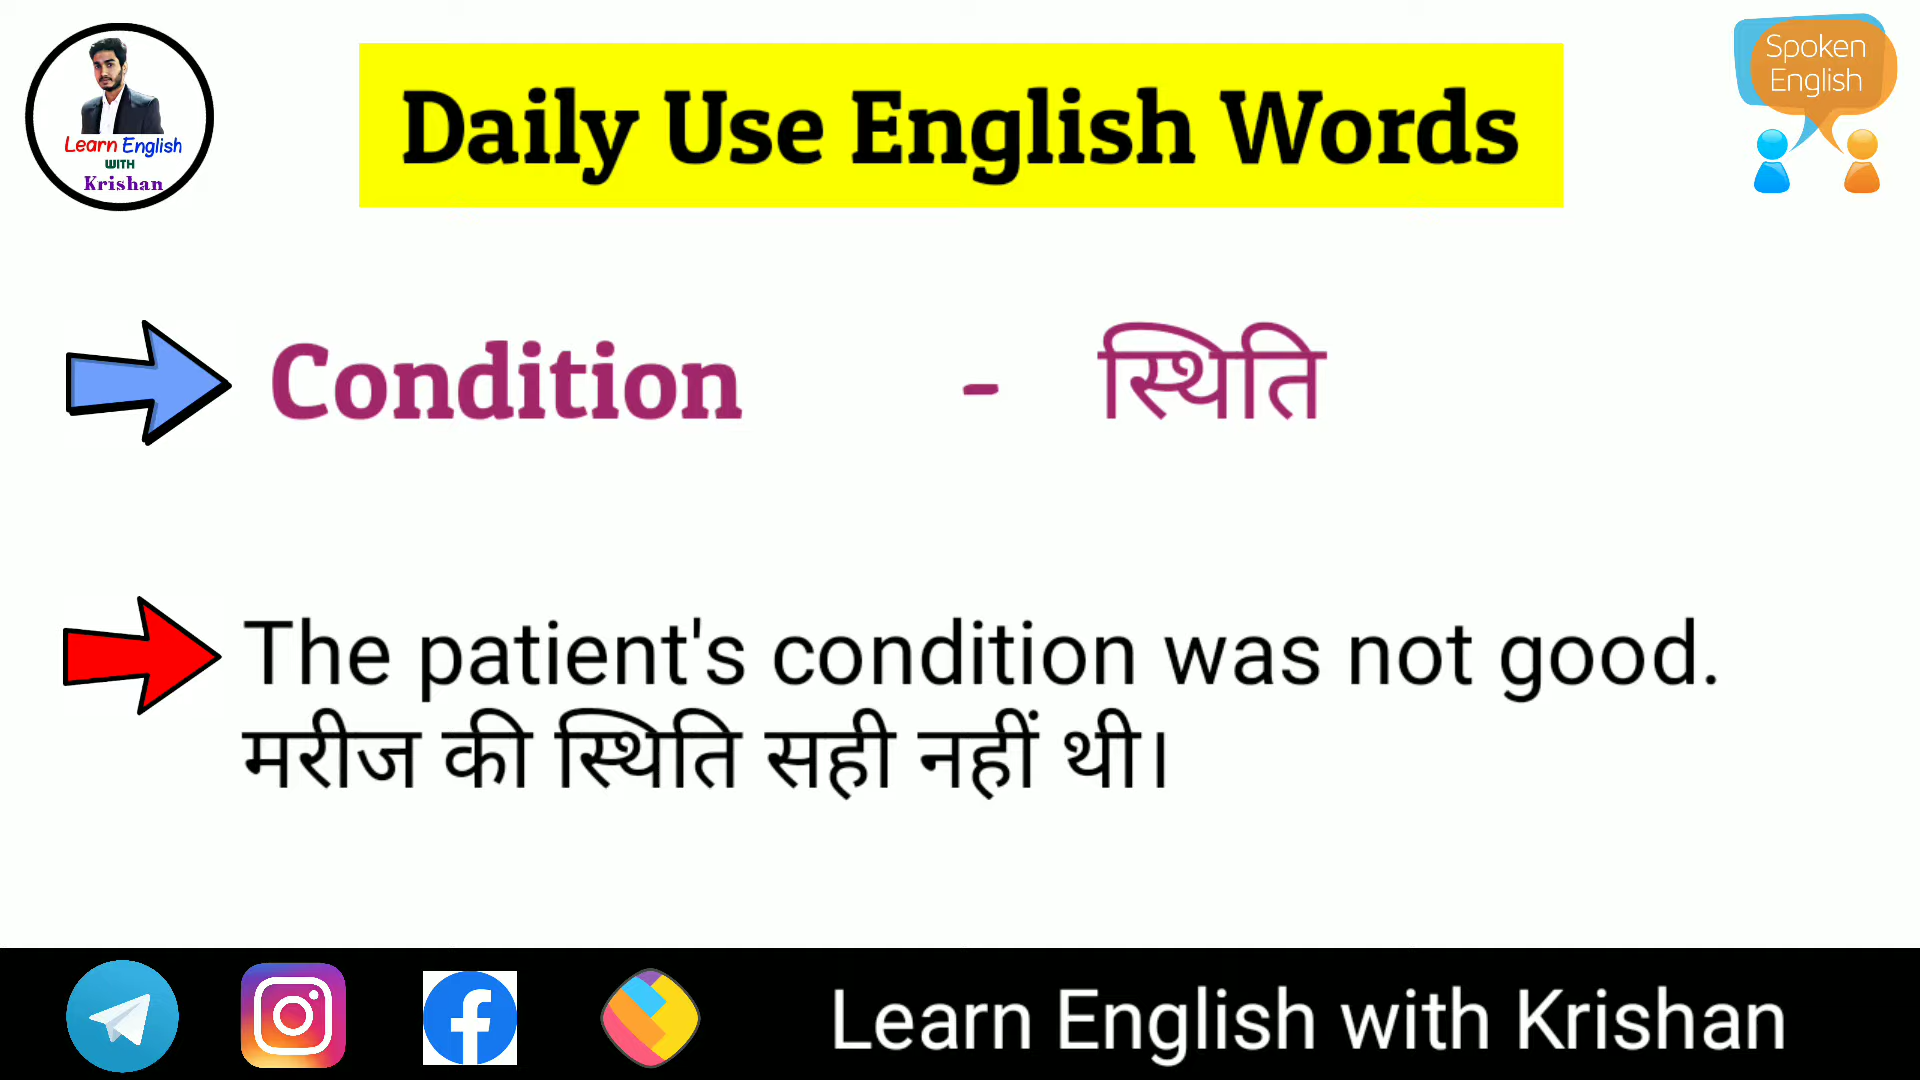 Learn English
WITH
Krishan
Daily Use English Words
Spoken
English
Condition - स्थिति
The patient's condition was not good.
मरीज की स्थिति सही नहीं थी।
Learn English with Krishan